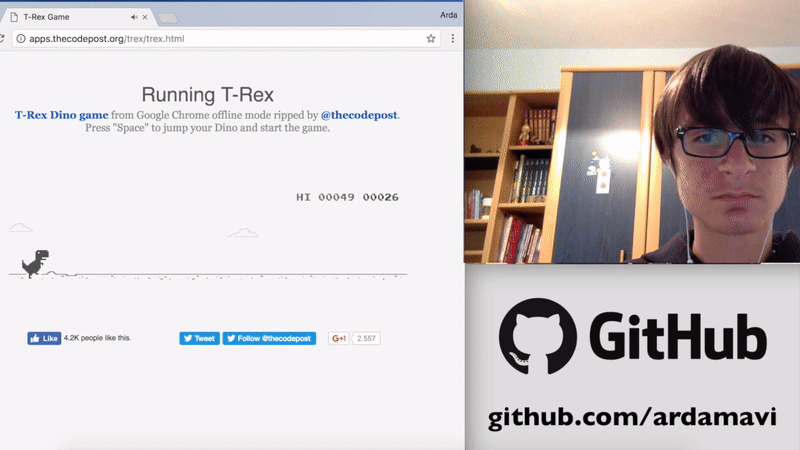 T-Rex Game
Arda
apps.thecodepost.org/trex/trex.html
Running T-Rex
T-Rex Dino game from Google Chrome offline mode ripped by @thecodepost.
Press "Space" to jump your Dino and start the game.
HI 00049 00026
Like 4.2K people like this.
Tweet
Follow @thecodepost
G+1
2.557
GitHub
github.com/ardamavi